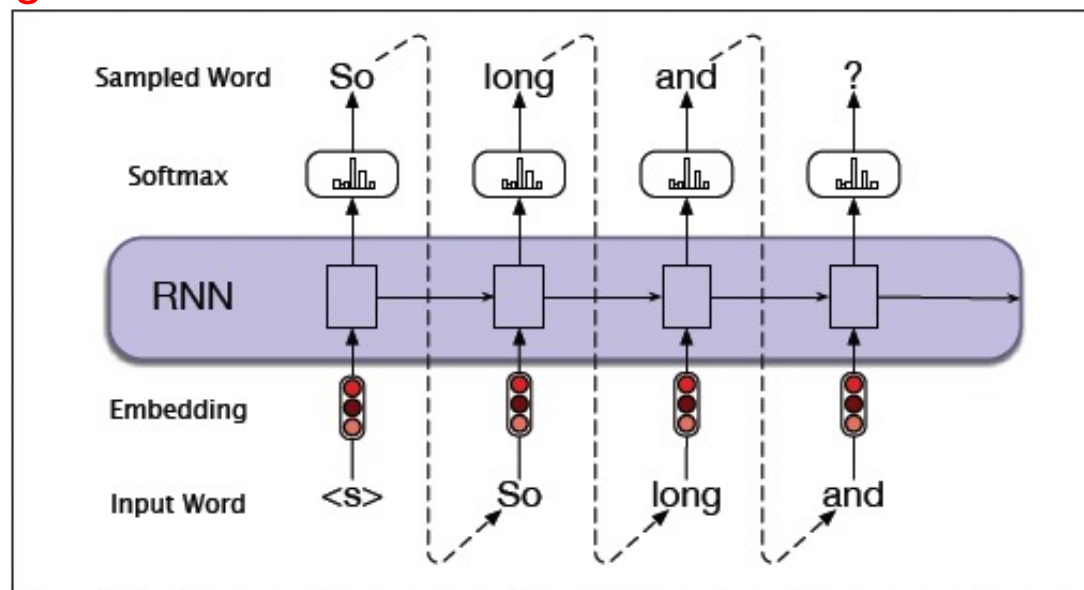 Sampled Word So long and ?
Softmax
RNN
Embedding
Input Word <s> So long and